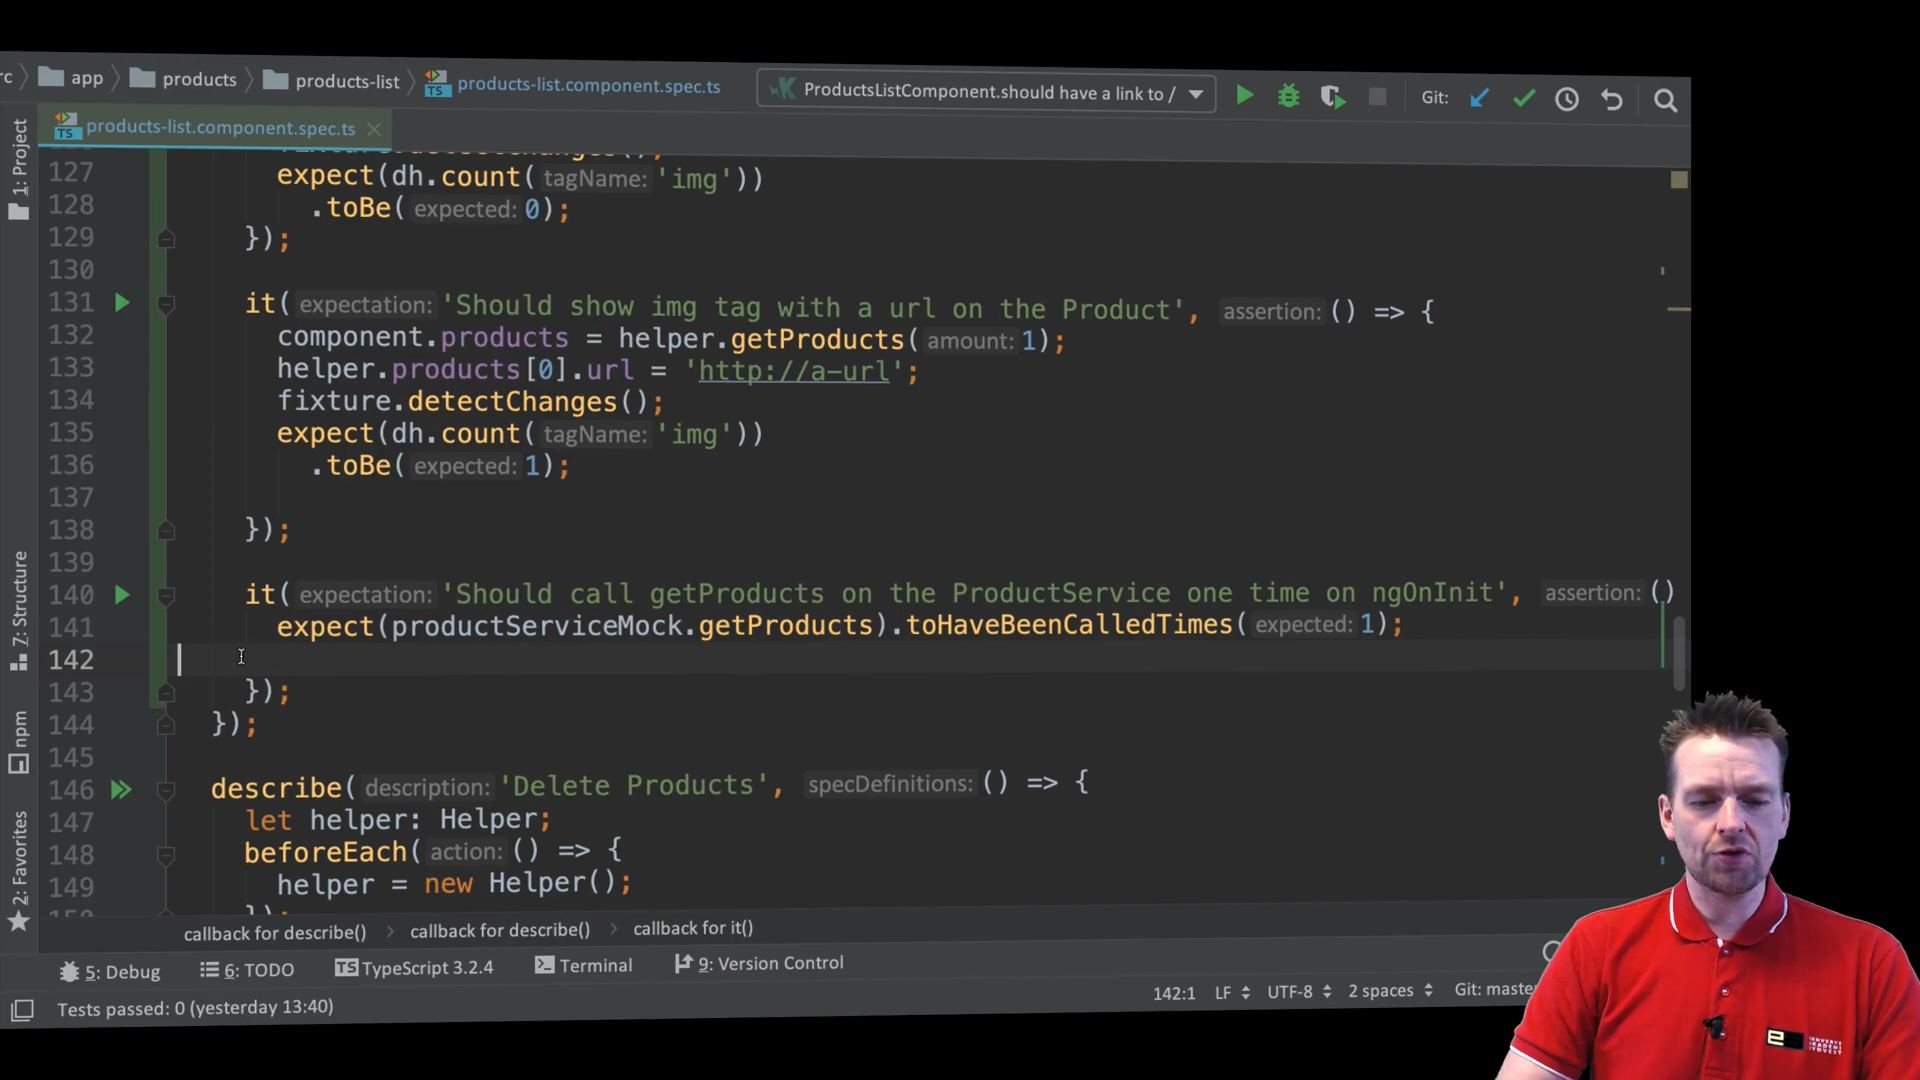 rc app products products-list products-list.component.spec.ts ProductsListComponent.should have a link to / Git:
products-list.component.spec.ts
1: Project
7: Structure
npm
2: Favorites
127 expect(dh.count( tagName: 'img'))
128 .toBe( expected: 0);
129 });
130
131 it( expectation: 'Should show img tag with a url on the Product', assertion: () => {
132 component.products = helper.getProducts( amount: 1);
133 helper.products[0].url = 'http://a-url';
134 fixture.detectChanges();
135 expect(dh.count( tagName: 'img'))
136 .toBe( expected: 1);
137
138 });
139
140 it( expectation: 'Should call getProducts on the ProductService one time on ngOnInit', assertion: ()
141 expect(productServiceMock.getProducts).toHaveBeenCalledTimes( expected: 1);
142
143 });
144 });
145
146 describe( description: 'Delete Products', specDefinitions: () => {
147 let helper: Helper;
148 beforeEach( action: () => {
149 helper = new Helper();
callback for describe() callback for describe() callback for it()
5: Debug 6: TODO TypeScript 3.2.4 Terminal 9: Version Control
Tests passed: 0 (yesterday 13:40) 142:1 LF UTF-8 2 spaces Git: maste